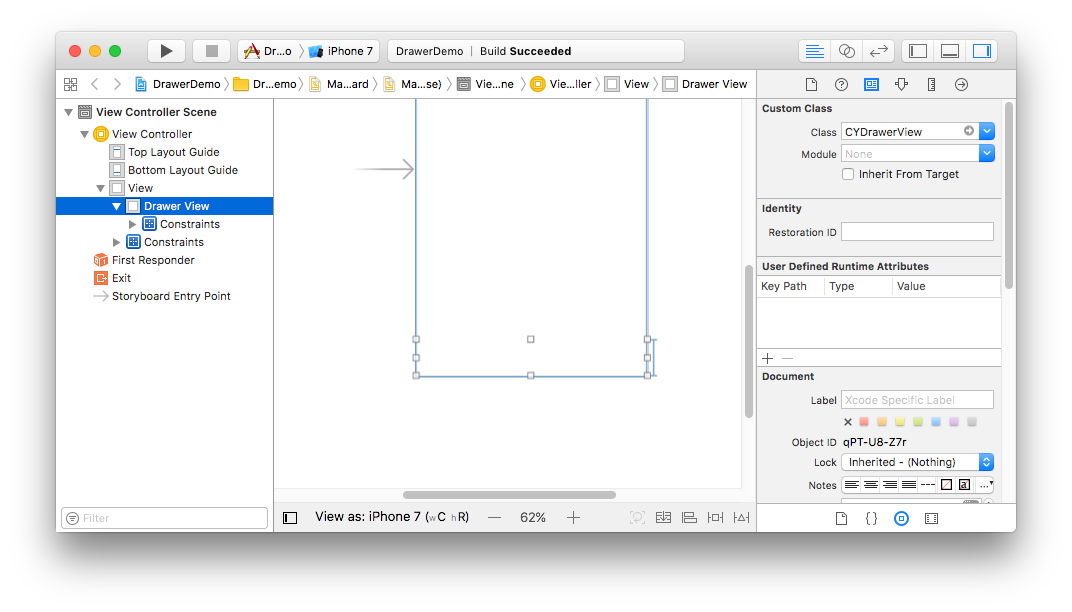 Dr...o iPhone 7 DrawerDemo Build Succeeded
DrawerDemo Dr...emo Ma...ard Ma...se) Vie...ne Vie...ller View Drawer View
View Controller Scene
View Controller
Top Layout Guide
Bottom Layout Guide
View
Drawer View
Constraints
Constraints
First Responder
Exit
Storyboard Entry Point
Filter
View as: iPhone 7 (wC hR) — 62% +
Custom Class
Class CYDrawerView
Module None
Inherit From Target
Identity
Restoration ID
User Defined Runtime Attributes
Key Path Type Value
+ —
Document
Label Xcode Specific Label
Object ID qPT-U8-Z7r
Lock Inherited - (Nothing)
Notes